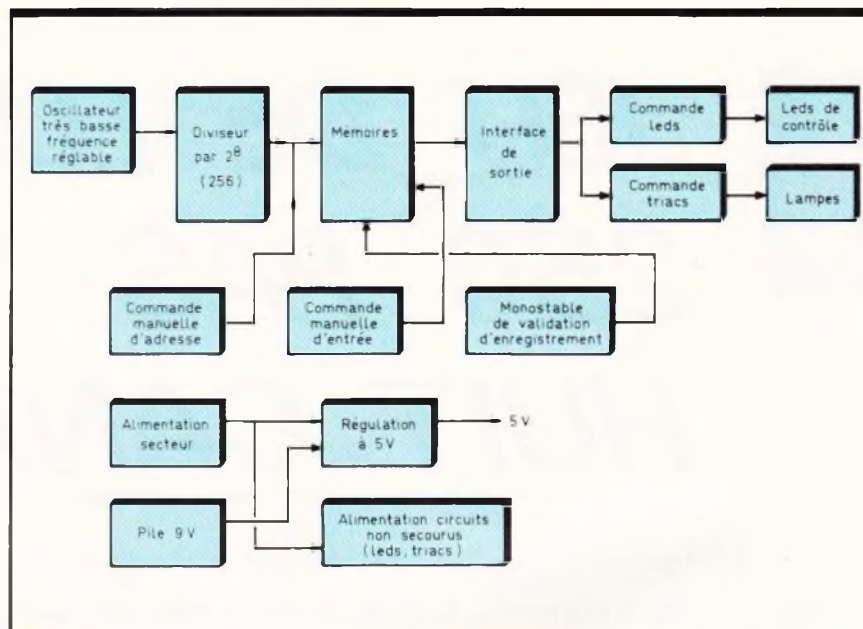 Oscillateur
très basse
fréquence
réglable
Diviseur
par 2⁸
(256)
Mémoires
Interface
de
sortie
Commande
leds
Leds de
contrôle
Commande
triacs
Lampes
Commande
manuelle
d'adresse
Commande
manuelle
d'entrée
Monostable
de validation
d'enregistrement
Alimentation
secteur
Régulation
à 5V
5 V
Pile 9 V
Alimentation circuits
non secourus
(leds, triacs)